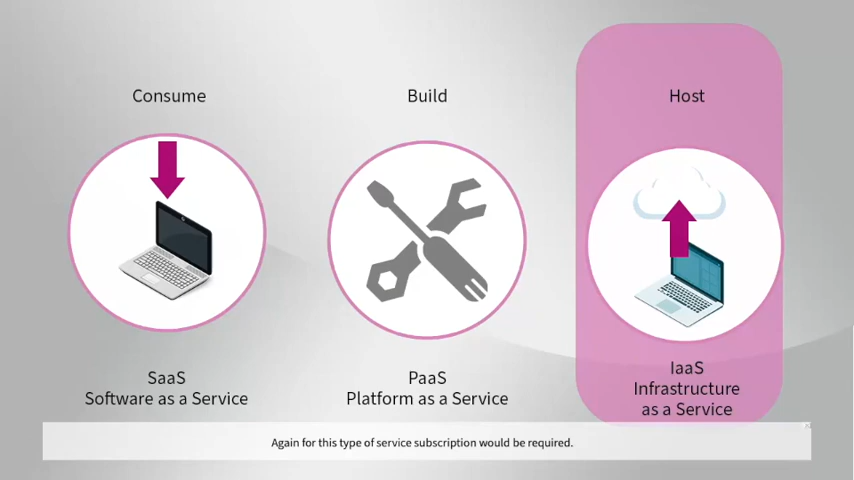 Consume
Build
Host
SaaS
Software as a Service
PaaS
Platform as a Service
IaaS
Infrastructure
as a Service
Again for this type of service subscription would be required.